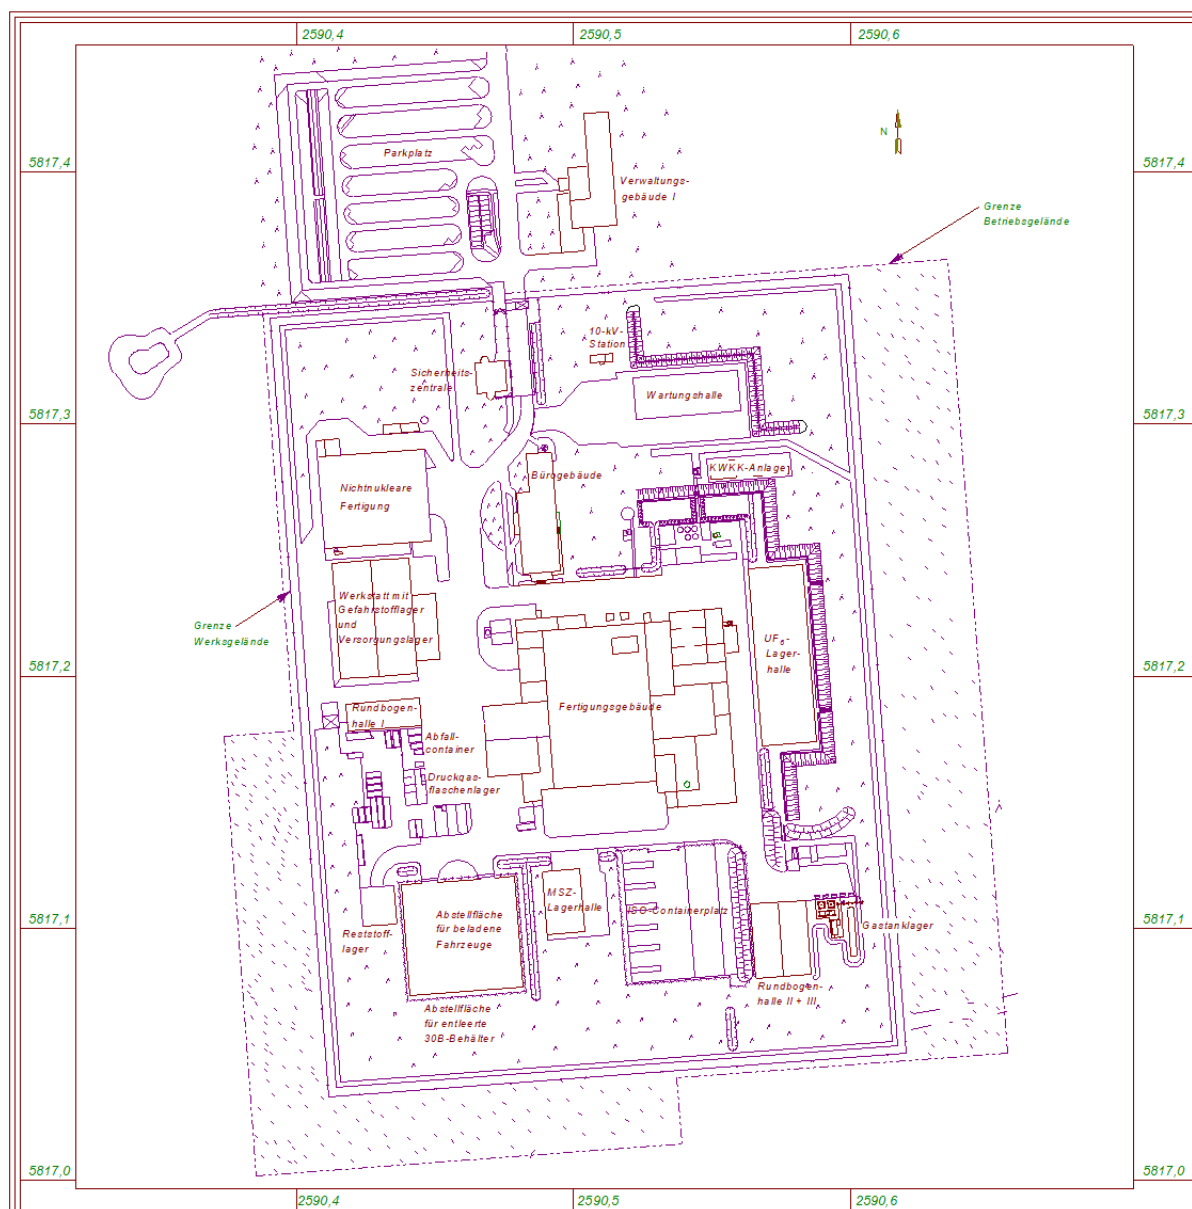 2590,4
2590,5
2590,6
5817,4
5817,4
N
Parkplatz
Verwaltungs-
gebäude I
Grenze
Betriebsgelände
10-kV-
Station
Sicherheits-
zentrale
Wartungshalle
5817,3
5817,3
Bürogebäude
KWKK-Anlage
Nichtnukleare
Fertigung
Werkstatt mit
Gefahrstofflager
und
Versorgungslager
Grenze
Werksgelände
UF6-
Lager-
halle
5817,2
5817,2
Rundbogen-
halle I
Fertigungsgebäude
Abfall-
container
Druckgas-
flaschenlager
MSZ-
Lagerhalle
ISO-Containerplatz
Abstellfläche
für beladene
Fahrzeuge
5817,1
5817,1
Reststoff-
lager
Gastanklager
Rundbogen-
halle II + III
Abstellfläche
für entleerte
30B-Behälter
5817,0
5817,0
2590,4
2590,5
2590,6